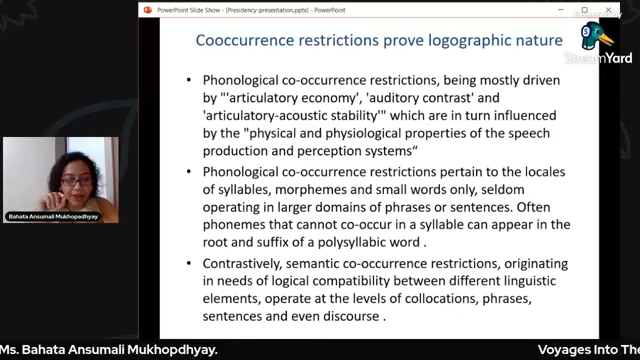 PowerPoint Slide Show - [Presidency-presentation.pptx] - PowerPoint
StreamYard
Cooccurrence restrictions prove logographic nature
• Phonological co-occurrence restrictions, being mostly driven
by "'articulatory economy', 'auditory contrast' and
'articulatory-acoustic stability'" which are in turn influenced
by the "physical and physiological properties of the speech
production and perception systems“
• Phonological co-occurrence restrictions pertain to the locales
of syllables, morphemes and small words only, seldom
operating in larger domains of phrases or sentences. Often
phonemes that cannot co-occur in a syllable can appear in the
root and suffix of a polysyllabic word .
• Contrastively, semantic co-occurrence restrictions, originating
in needs of logical compatibility between different linguistic
elements, operate at the levels of collocations, phrases,
sentences and even discourse .
Bahata Ansumali Mukhopadhyay
Ms. Bahata Ansumali Mukhopdhyay.
Voyages Into The